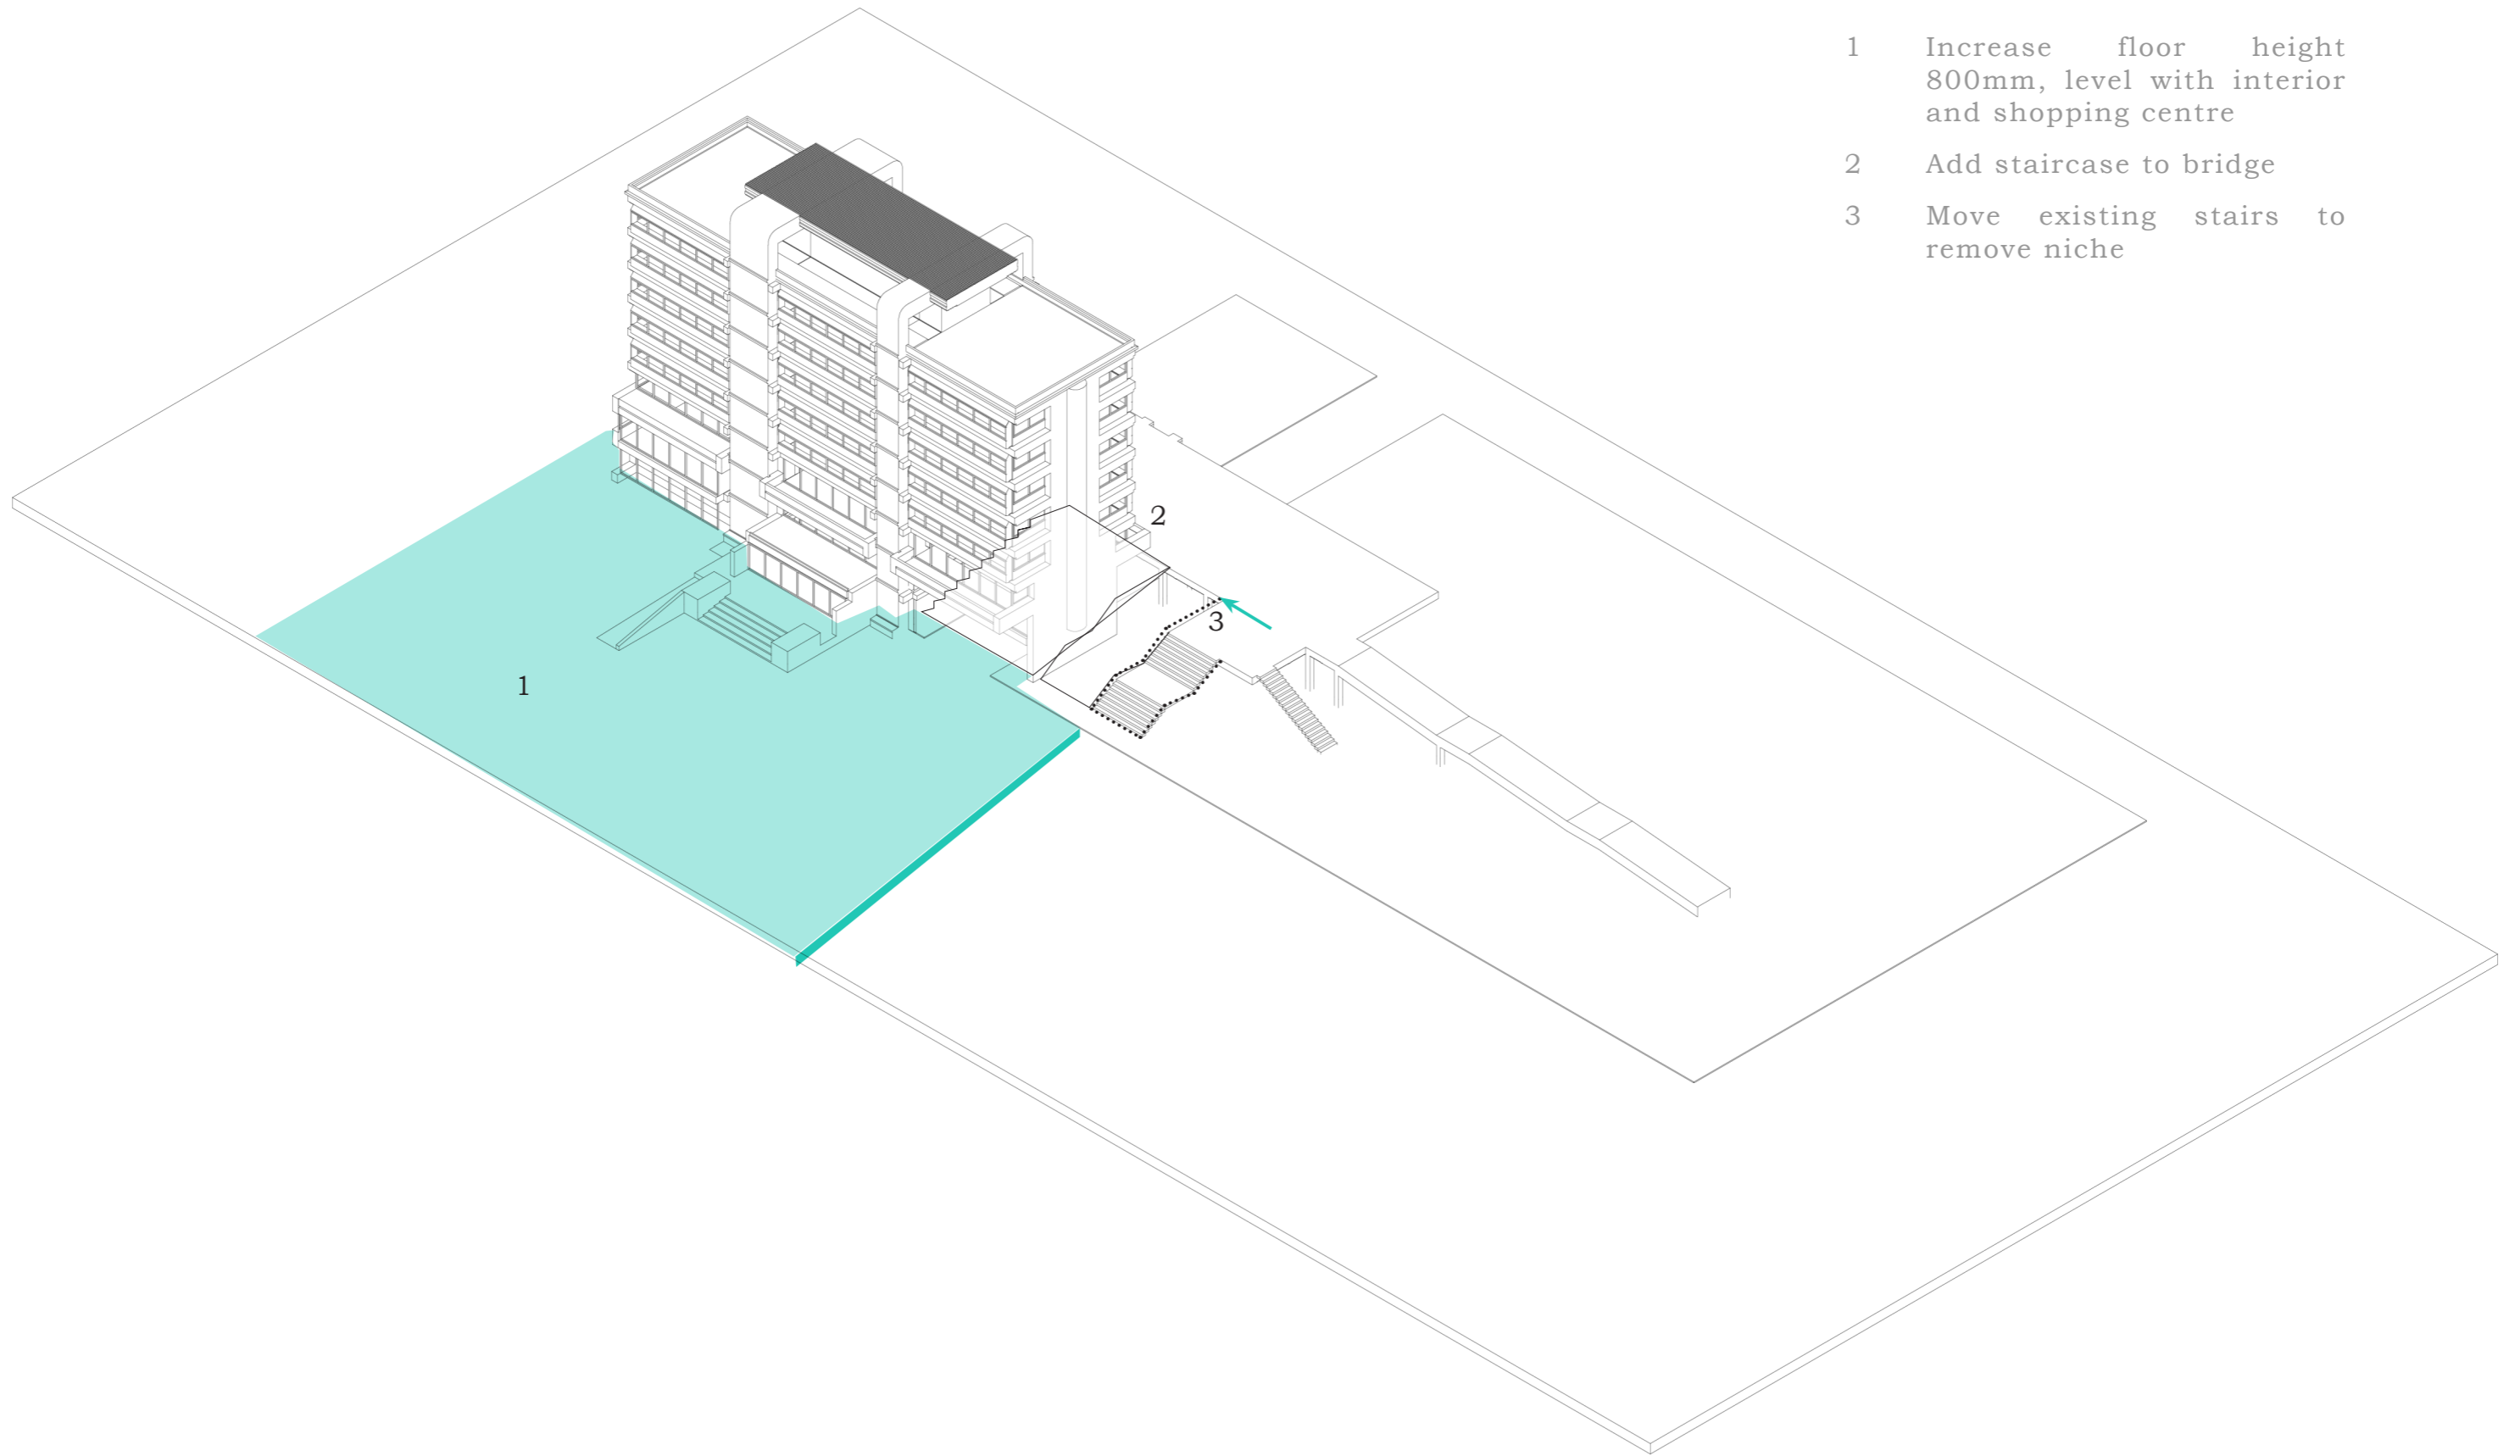 1 Increase floor height
800mm, level with interior
and shopping centre
2 Add staircase to bridge
3 Move existing stairs to
remove niche
2
3
1